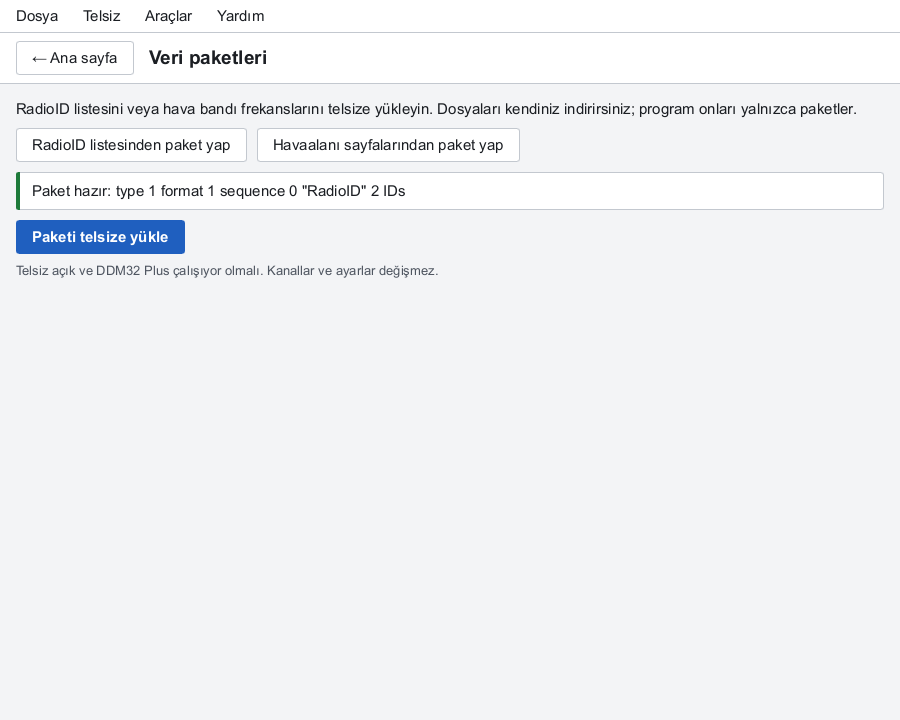 Dosya Telsiz Araçlar Yardım
← Ana sayfa Veri paketleri
RadioID listesini veya hava bandı frekanslarını telsize yükleyin. Dosyaları kendiniz indirirsiniz; program onları yalnızca paketler.
RadioID listesinden paket yap Havaalanı sayfalarından paket yap
Paket hazır: type 1 format 1 sequence 0 "RadioID" 2 IDs
Paketi telsize yükle
Telsiz açık ve DDM32 Plus çalışıyor olmalı. Kanallar ve ayarlar değişmez.